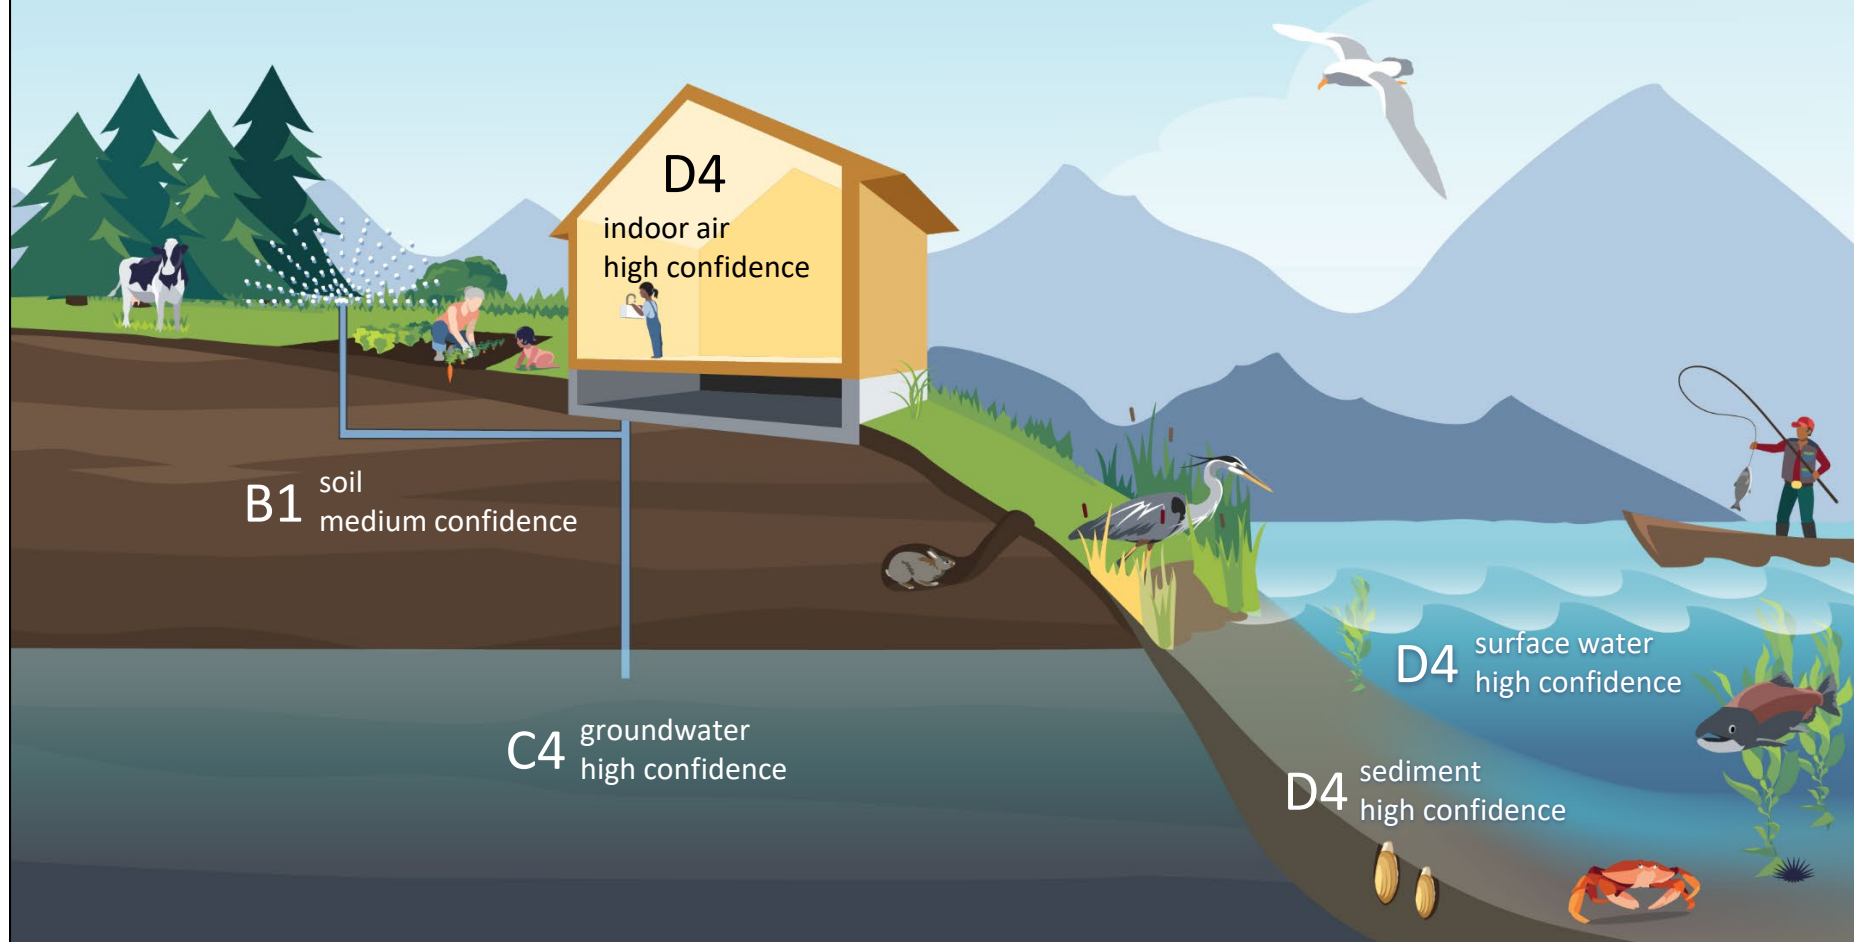 D4
indoor air
high confidence
B1
soil
medium confidence
C4
groundwater
high confidence
D4
surface water
high confidence
D4
sediment
high confidence